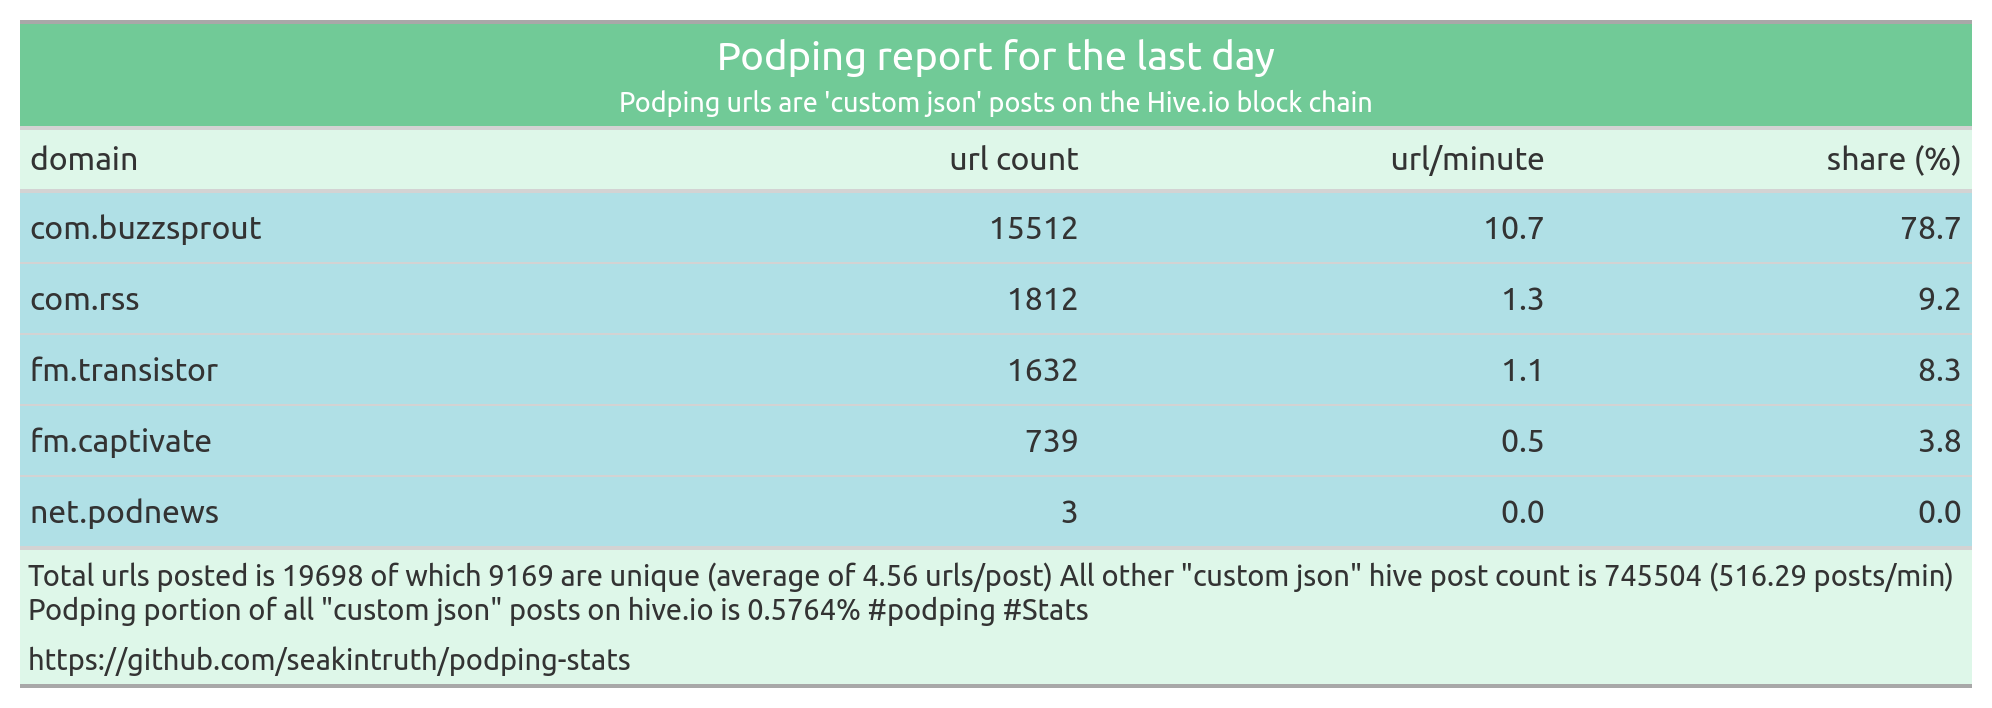 Podping report for the last day
Podping urls are 'custom json' posts on the Hive.io block chain
domain url count url/minute share (%)
com.buzzsprout 15512 10.7 78.7
com.rss 1812 1.3 9.2
fm.transistor 1632 1.1 8.3
fm.captivate 739 0.5 3.8
net.podnews 3 0.0 0.0
Total urls posted is 19698 of which 9169 are unique (average of 4.56 urls/post) All other "custom json" hive post count is 745504 (516.29 posts/min)
Podping portion of all "custom json" posts on hive.io is 0.5764% #podping #Stats
https://github.com/seakintruth/podping-stats